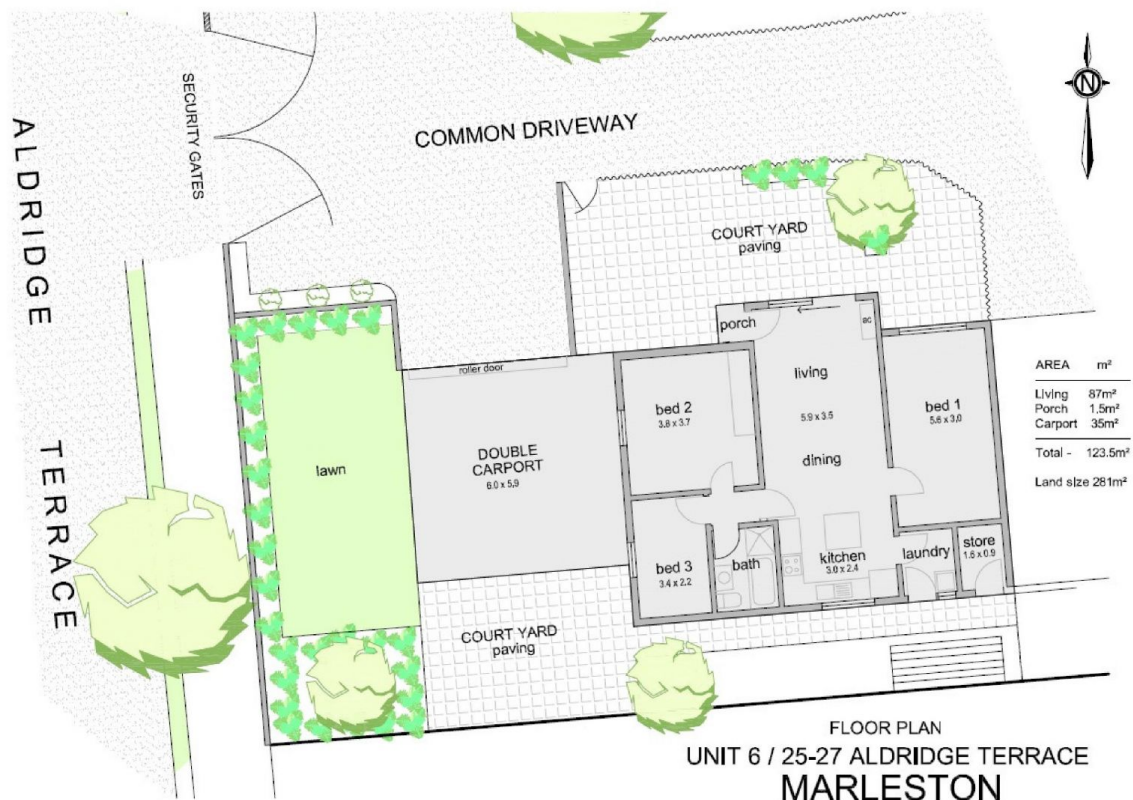 ALDRIDGE TERRACE
SECURITY GATES
COMMON DRIVEWAY
N
COURT YARD
paving
porch
ac
living
5.9 x 3.5
dining
bed 1
5.6 x 3.0
roller door
bed 2
3.8 x 3.7
DOUBLE
CARPORT
6.0 x 5.9
lawn
bed 3
3.4 x 2.2
bath
kitchen
3.0 x 2.4
laundry
store
1.6 x 0.9
COURT YARD
paving
AREA m²
Living 87m²
Porch 1.5m²
Carport 35m²
Total - 123.5m²
Land size 281m²
FLOOR PLAN
UNIT 6 / 25-27 ALDRIDGE TERRACE
MARLESTON